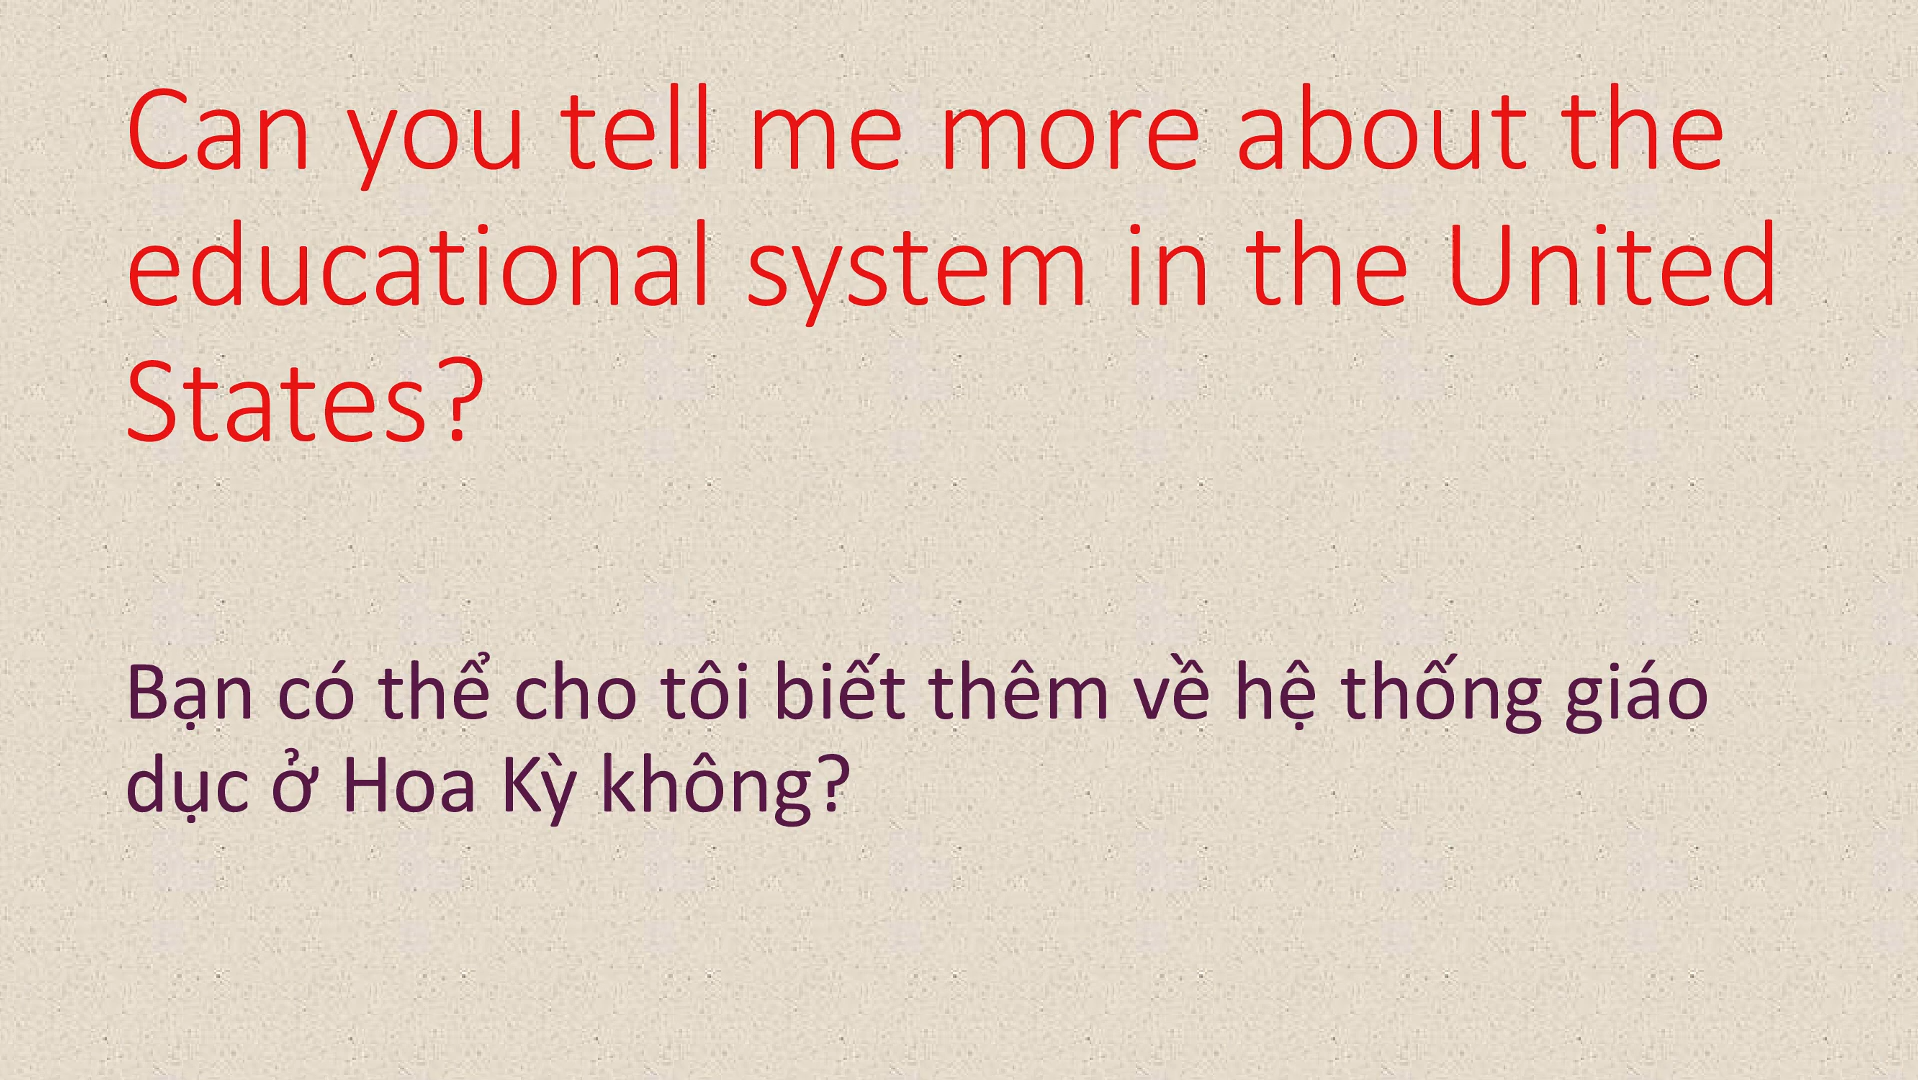 Can you tell me more about the
educational system in the United
States?
Bạn có thể cho tôi biết thêm về hệ thống giáo
dục ở Hoa Kỳ không?